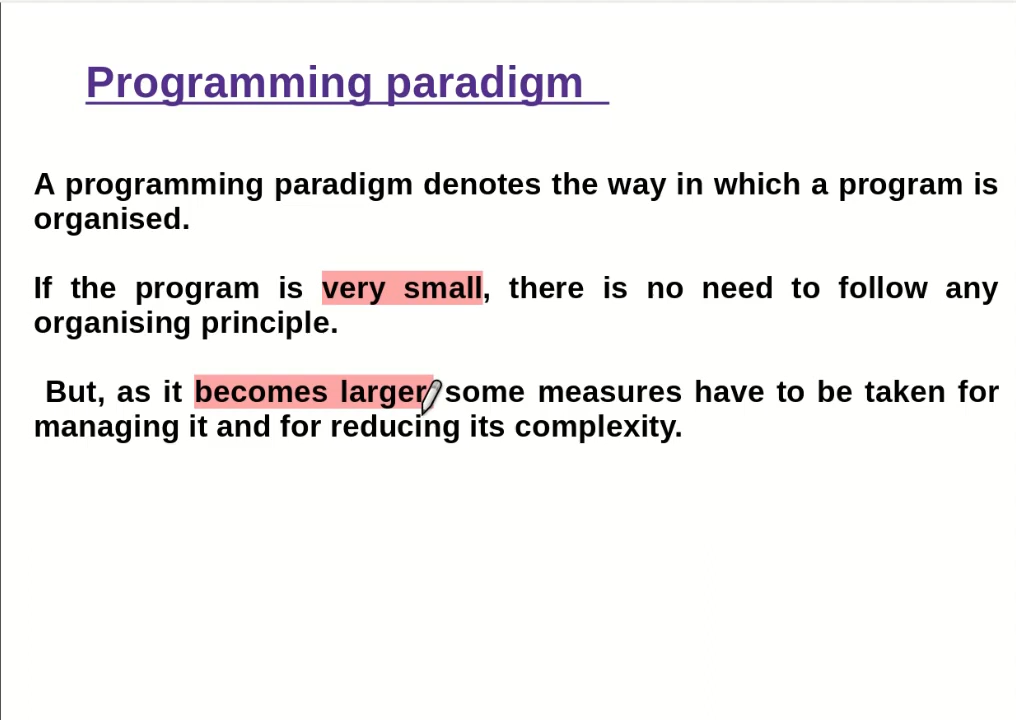 Programming paradigm
A programming paradigm denotes the way in which a program is
organised.
If the program is very small, there is no need to follow any
organising principle.
But, as it becomes larger some measures have to be taken for
managing it and for reducing its complexity.